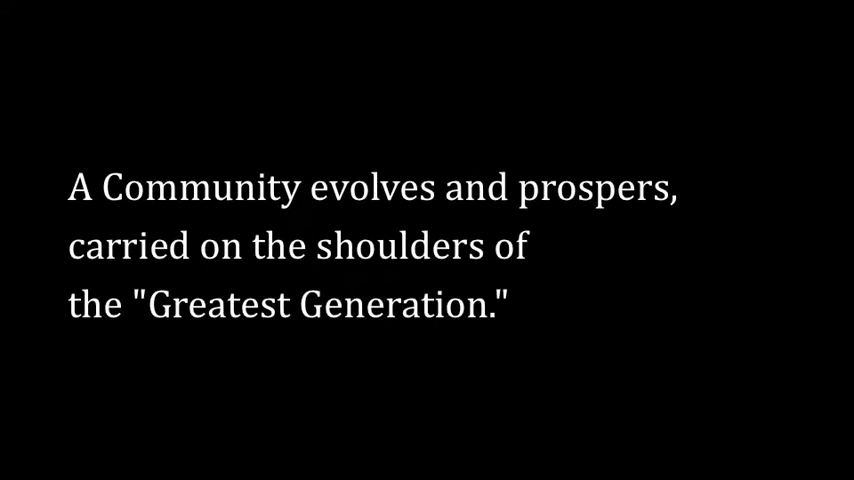 A Community evolves and prospers,
carried on the shoulders of
the "Greatest Generation."